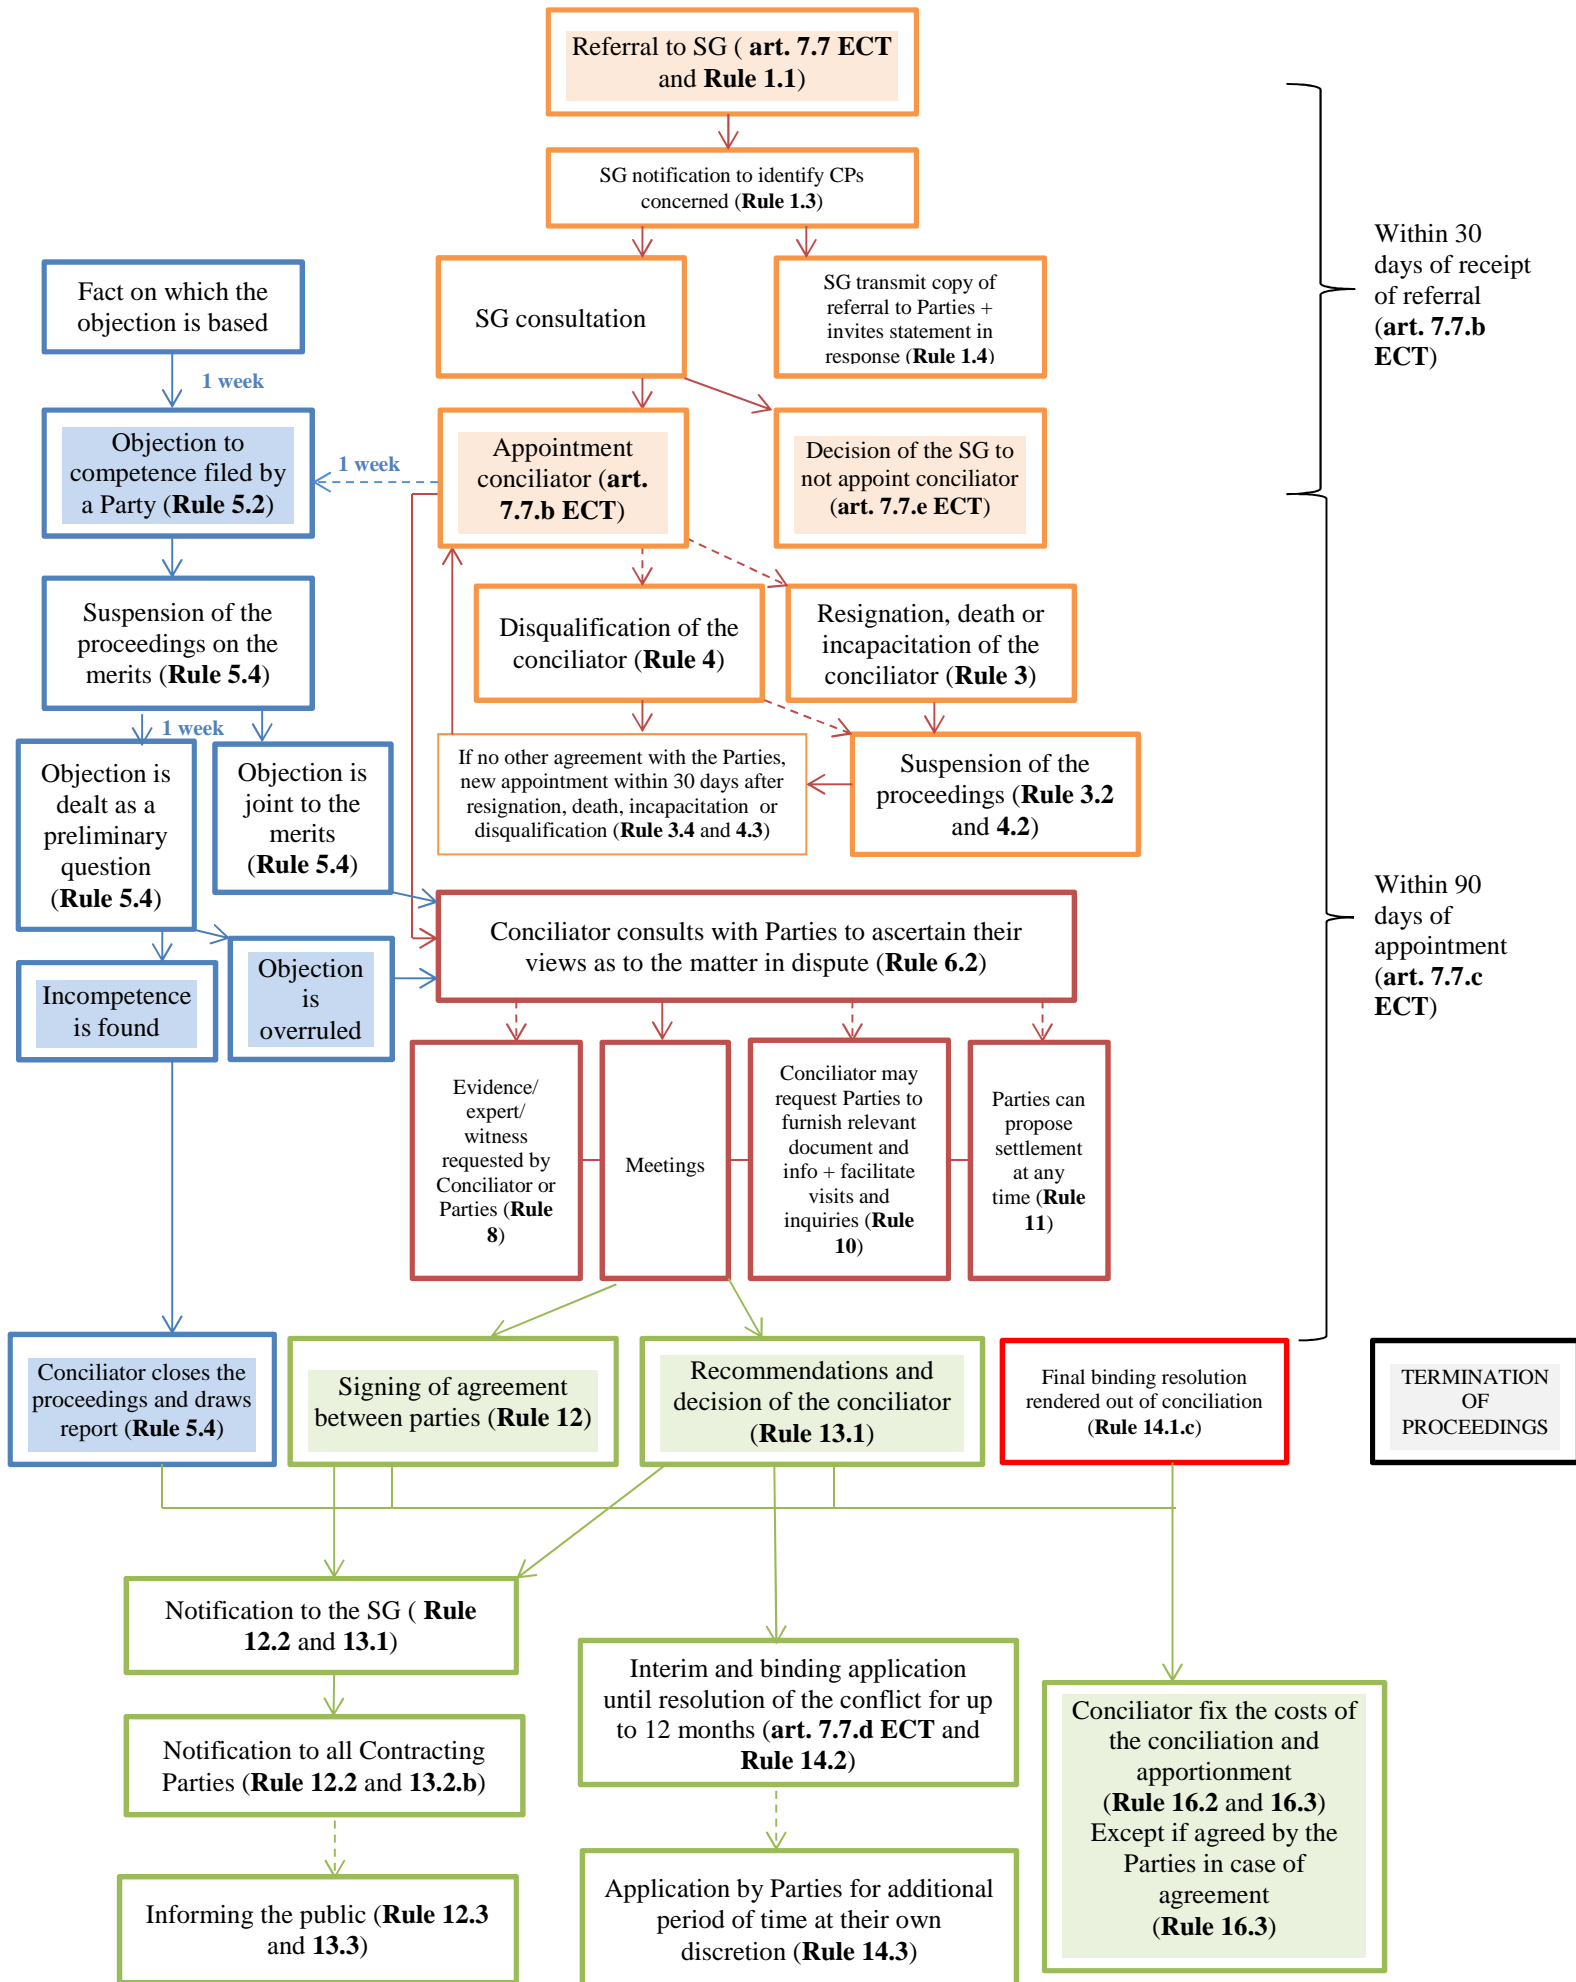 Referral to SG ( art. 7.7 ECT
and Rule 1.1)
SG notification to identify CPs
concerned (Rule 1.3)
Within 30
days of receipt
of referral
(art. 7.7.b
ECT)
Fact on which the
objection is based
SG consultation
SG transmit copy of
referral to Parties +
invites statement in
response (Rule 1.4)
1 week
Objection to
competence filed by
a Party (Rule 5.2)
1 week
Appointment
conciliator (art.
7.7.b ECT)
Decision of the SG to
not appoint conciliator
(art. 7.7.e ECT)
Suspension of the
proceedings on the
merits (Rule 5.4)
Disqualification of the
conciliator (Rule 4)
Resignation, death or
incapacitation of the
conciliator (Rule 3)
1 week
Objection is
dealt as a
preliminary
question
(Rule 5.4)
Objection is
joint to the
merits
(Rule 5.4)
If no other agreement with the Parties,
new appointment within 30 days after
resignation, death, incapacitation or
disqualification (Rule 3.4 and 4.3)
Suspension of the
proceedings (Rule 3.2
and 4.2)
Within 90
days of
appointment
(art. 7.7.c
ECT)
Conciliator consults with Parties to ascertain their
views as to the matter in dispute (Rule 6.2)
Incompetence
is found
Objection
is
overruled
Evidence/
expert/
witness
requested by
Conciliator or
Parties (Rule
8)
Meetings
Conciliator may
request Parties to
furnish relevant
document and
info + facilitate
visits and
inquiries (Rule
10)
Parties can
propose
settlement
at any
time (Rule
11)
Conciliator closes the
proceedings and draws
report (Rule 5.4)
Signing of agreement
between parties (Rule 12)
Recommendations and
decision of the conciliator
(Rule 13.1)
Final binding resolution
rendered out of conciliation
(Rule 14.1.c)
TERMINATION
OF
PROCEEDINGS
Notification to the SG ( Rule
12.2 and 13.1)
Interim and binding application
until resolution of the conflict for up
to 12 months (art. 7.7.d ECT and
Rule 14.2)
Conciliator fix the costs of
the conciliation and
apportionment
(Rule 16.2 and 16.3)
Except if agreed by the
Parties in case of
agreement
(Rule 16.3)
Notification to all Contracting
Parties (Rule 12.2 and 13.2.b)
Informing the public (Rule 12.3
and 13.3)
Application by Parties for additional
period of time at their own
discretion (Rule 14.3)